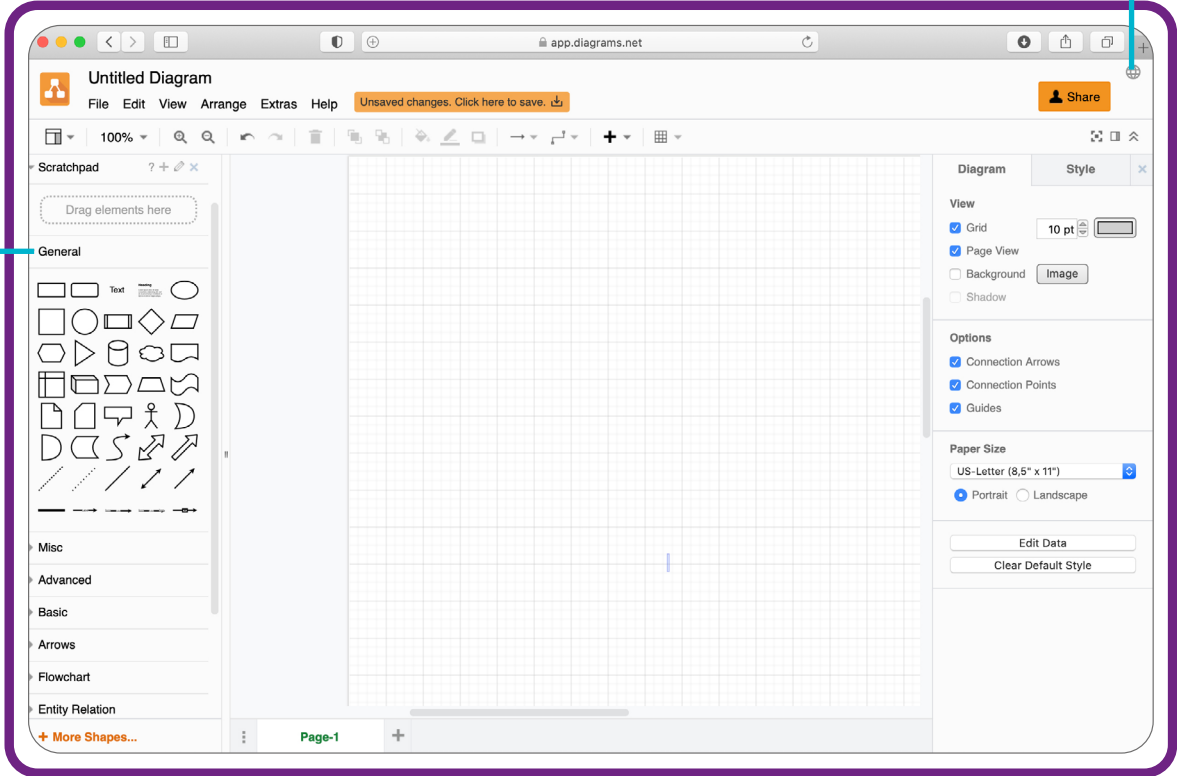 app.diagrams.net
Untitled Diagram
File Edit View Arrange Extras Help
Unsaved changes. Click here to save.
Share
100%
Scratchpad
?
Drag elements here
General
Text
Heading
Misc
Advanced
Basic
Arrows
Flowchart
Entity Relation
+ More Shapes...
Page-1
Diagram Style
View
Grid 10 pt
Page View
Background Image
Shadow
Options
Connection Arrows
Connection Points
Guides
Paper Size
US-Letter (8,5" x 11")
Portrait Landscape
Edit Data
Clear Default Style